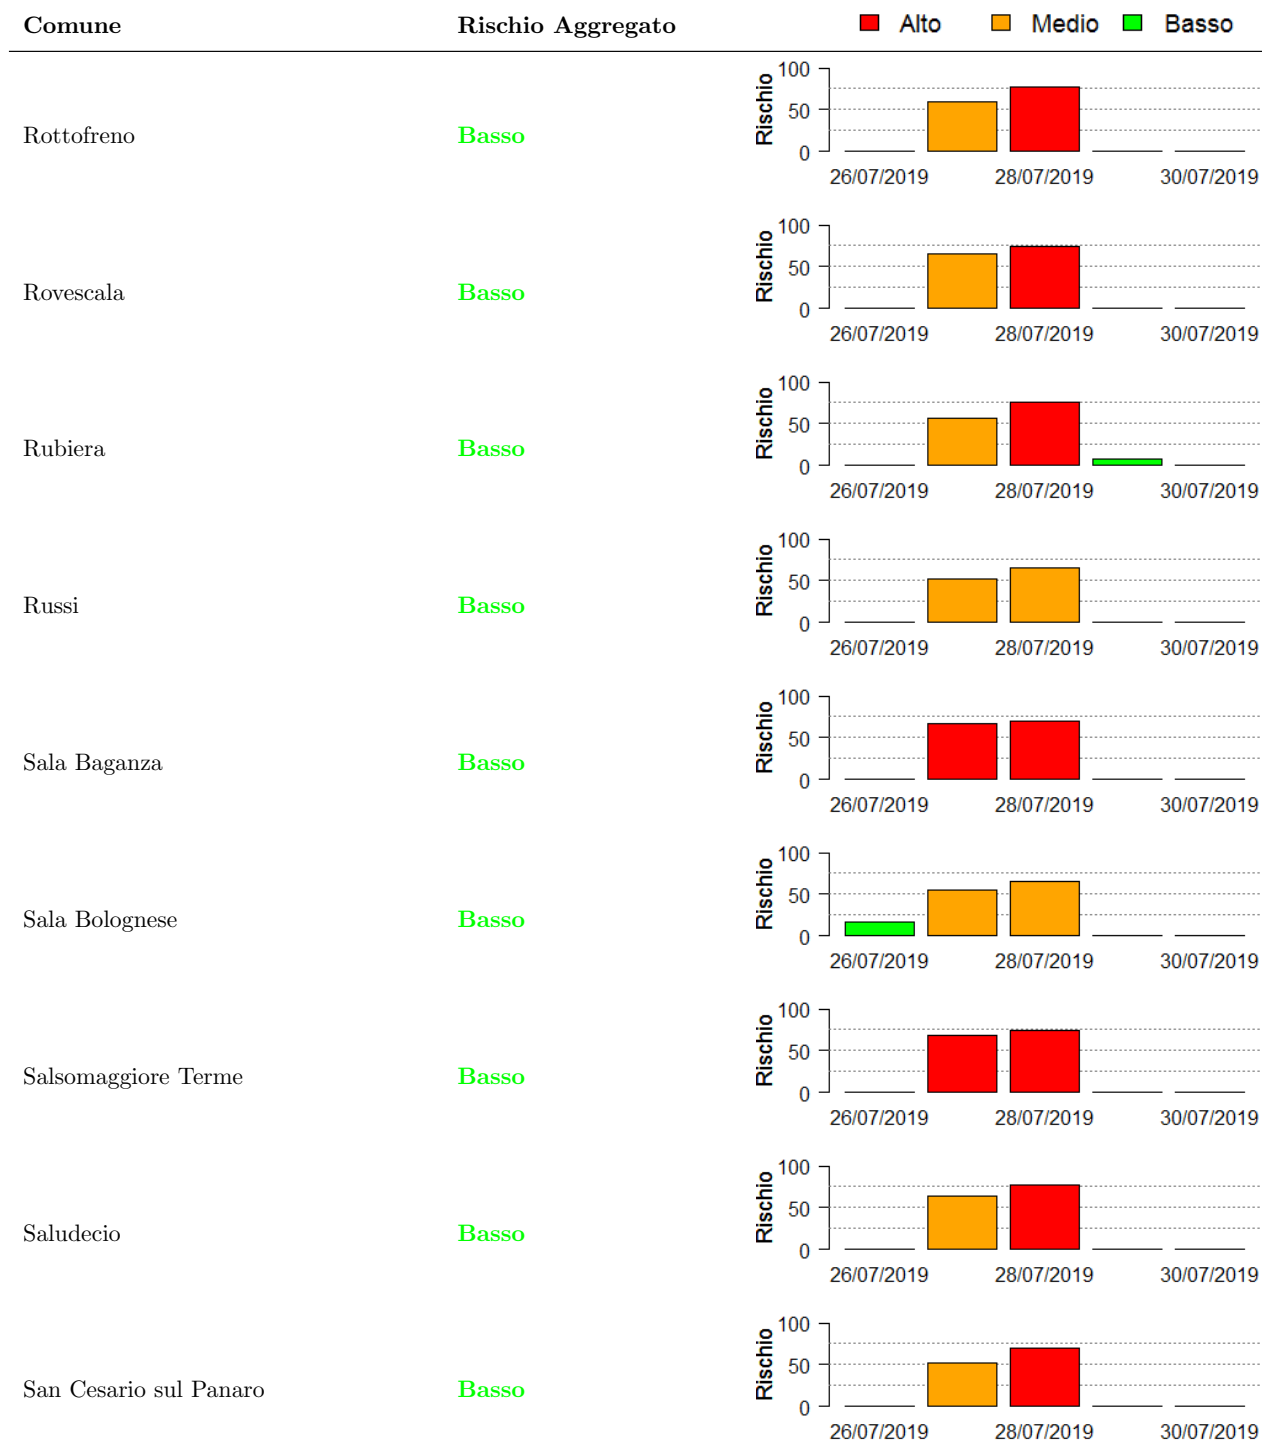 Comune Rischio Aggregato Alto Medio Basso
100
Rischio
50
Rottofreno Basso
0
26/07/2019 28/07/2019 30/07/2019
100
Rischio
50
Rovescala Basso
0
26/07/2019 28/07/2019 30/07/2019
100
Rischio
50
Rubiera Basso
0
26/07/2019 28/07/2019 30/07/2019
100
Rischio
50
Russi Basso
0
26/07/2019 28/07/2019 30/07/2019
100
Rischio
50
Sala Baganza Basso
0
26/07/2019 28/07/2019 30/07/2019
100
Rischio
50
Sala Bolognese Basso
0
26/07/2019 28/07/2019 30/07/2019
100
Rischio
50
Salsomaggiore Terme Basso
0
26/07/2019 28/07/2019 30/07/2019
100
Rischio
50
Saludecio Basso
0
26/07/2019 28/07/2019 30/07/2019
100
Rischio
50
San Cesario sul Panaro Basso
0
26/07/2019 28/07/2019 30/07/2019